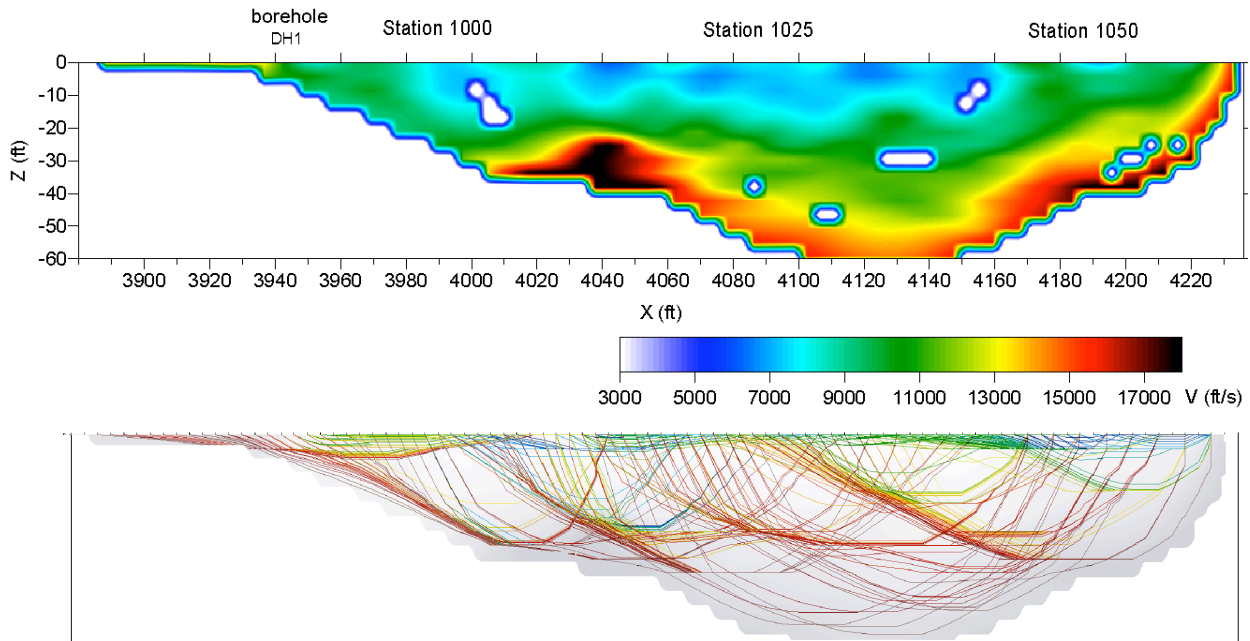 borehole
DH1
Station 1000
Station 1025
Station 1050
Z (ft)
0
-10
-20
-30
-40
-50
-60
3900 3920 3940 3960 3980 4000 4020 4040 4060 4080 4100 4120 4140 4160 4180 4200 4220
X (ft)
3000 5000 7000 9000 11000 13000 15000 17000 V (ft/s)